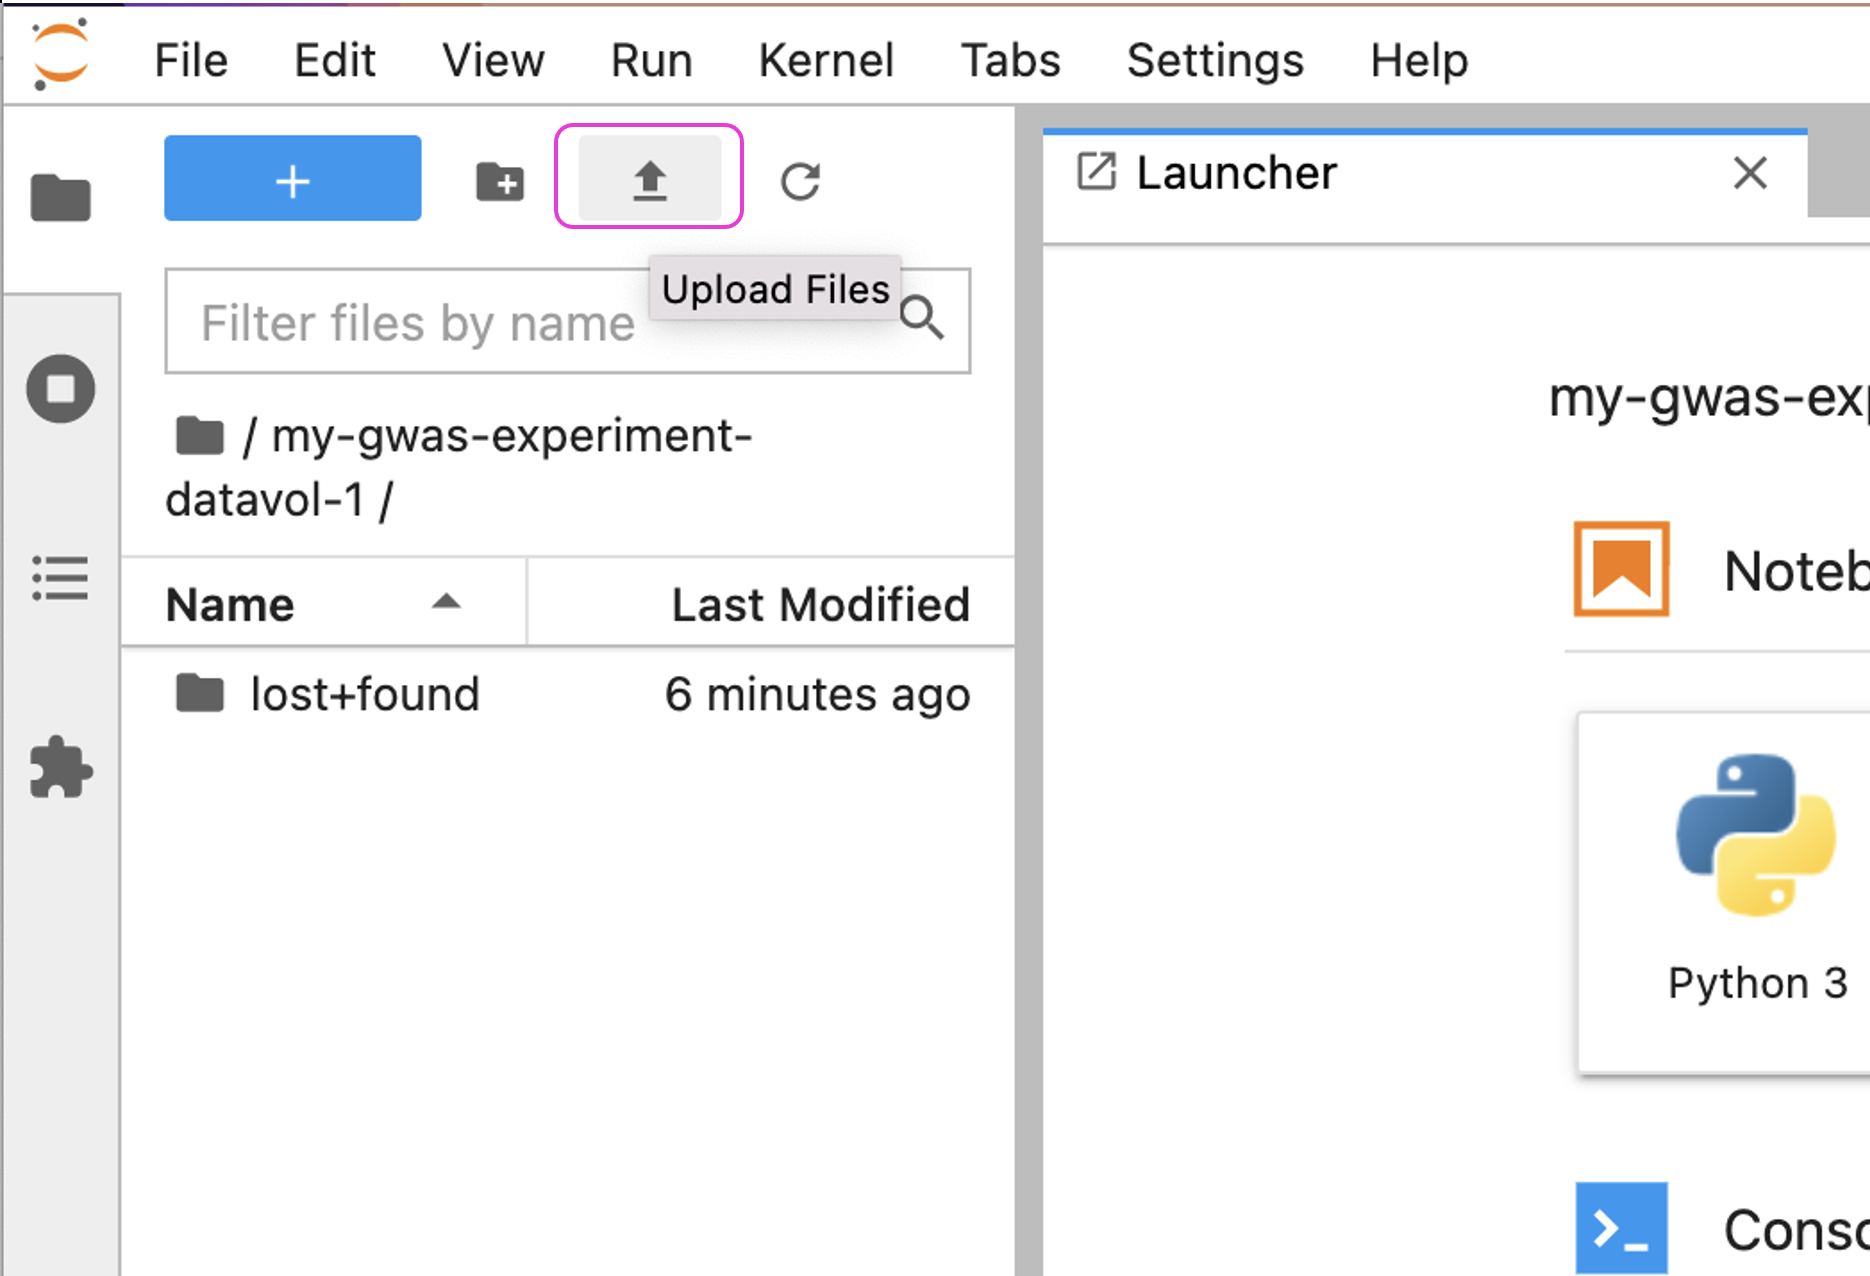 File Edit View Run Kernel Tabs Settings Help
+
Launcher
Upload Files
Filter files by name
/ my-gwas-experiment-
datavol-1 /
Name Last Modified
lost+found 6 minutes ago
my-gwas-exp
Noteb
Python 3
Conso